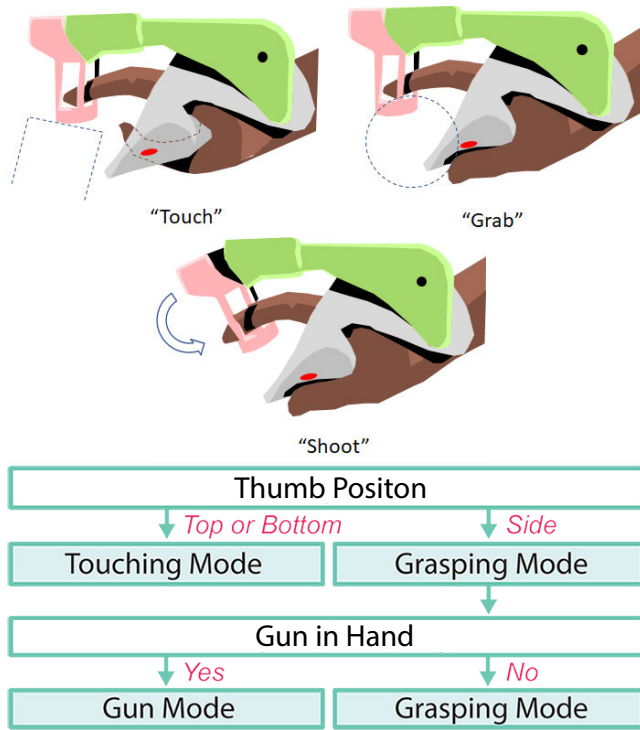 “Touch”
“Grab”
“Shoot”
Thumb Positon
Top or Bottom
Side
Touching Mode
Grasping Mode
Gun in Hand
Yes
No
Gun Mode
Grasping Mode